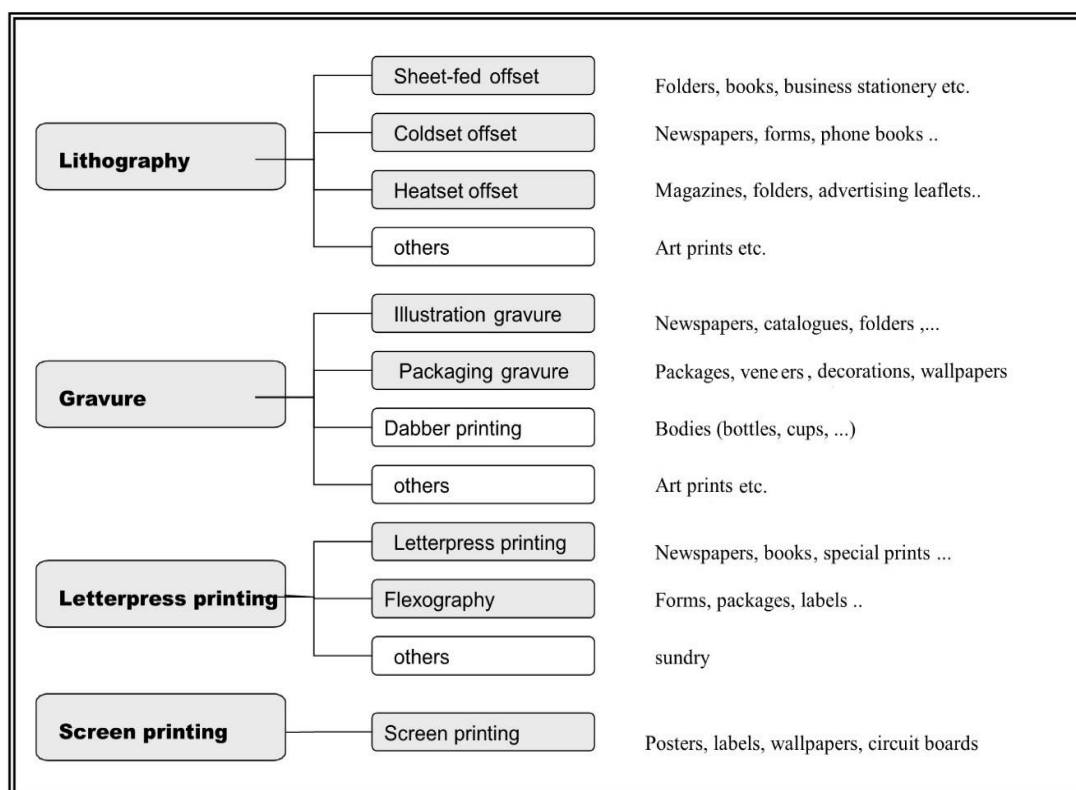 Lithography
Sheet-fed offset
Folders, books, business stationery etc.
Coldset offset
Newspapers, forms, phone books ..
Heatset offset
Magazines, folders, advertising leaflets..
others
Art prints etc.
Gravure
Illustration gravure
Newspapers, catalogues, folders ,...
Packaging gravure
Packages, veneers, decorations, wallpapers
Dabber printing
Bodies (bottles, cups, ...)
others
Art prints etc.
Letterpress printing
Letterpress printing
Newspapers, books, special prints ...
Flexography
Forms, packages, labels ..
others
sundry
Screen printing
Screen printing
Posters, labels, wallpapers, circuit boards